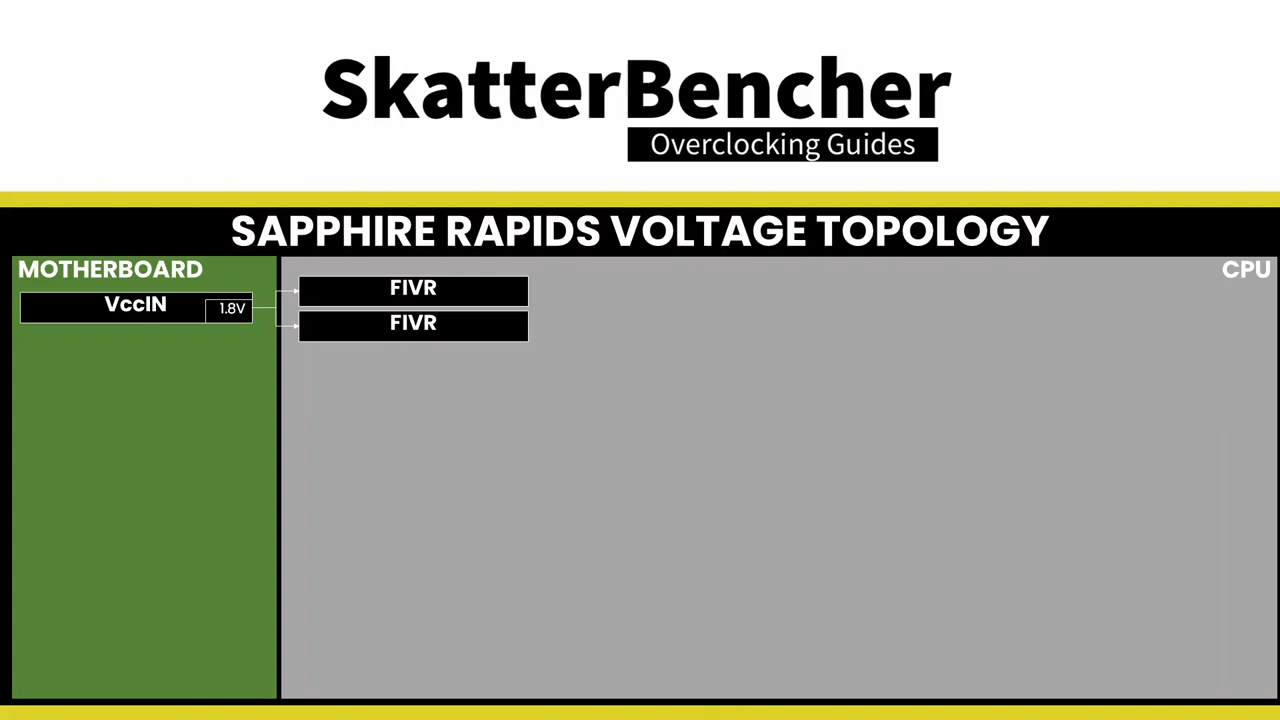 SkatterBencher
Overclocking Guides
SAPPHIRE RAPIDS VOLTAGE TOPOLOGY
MOTHERBOARD
CPU
VccIN
1.8V
FIVR
FIVR